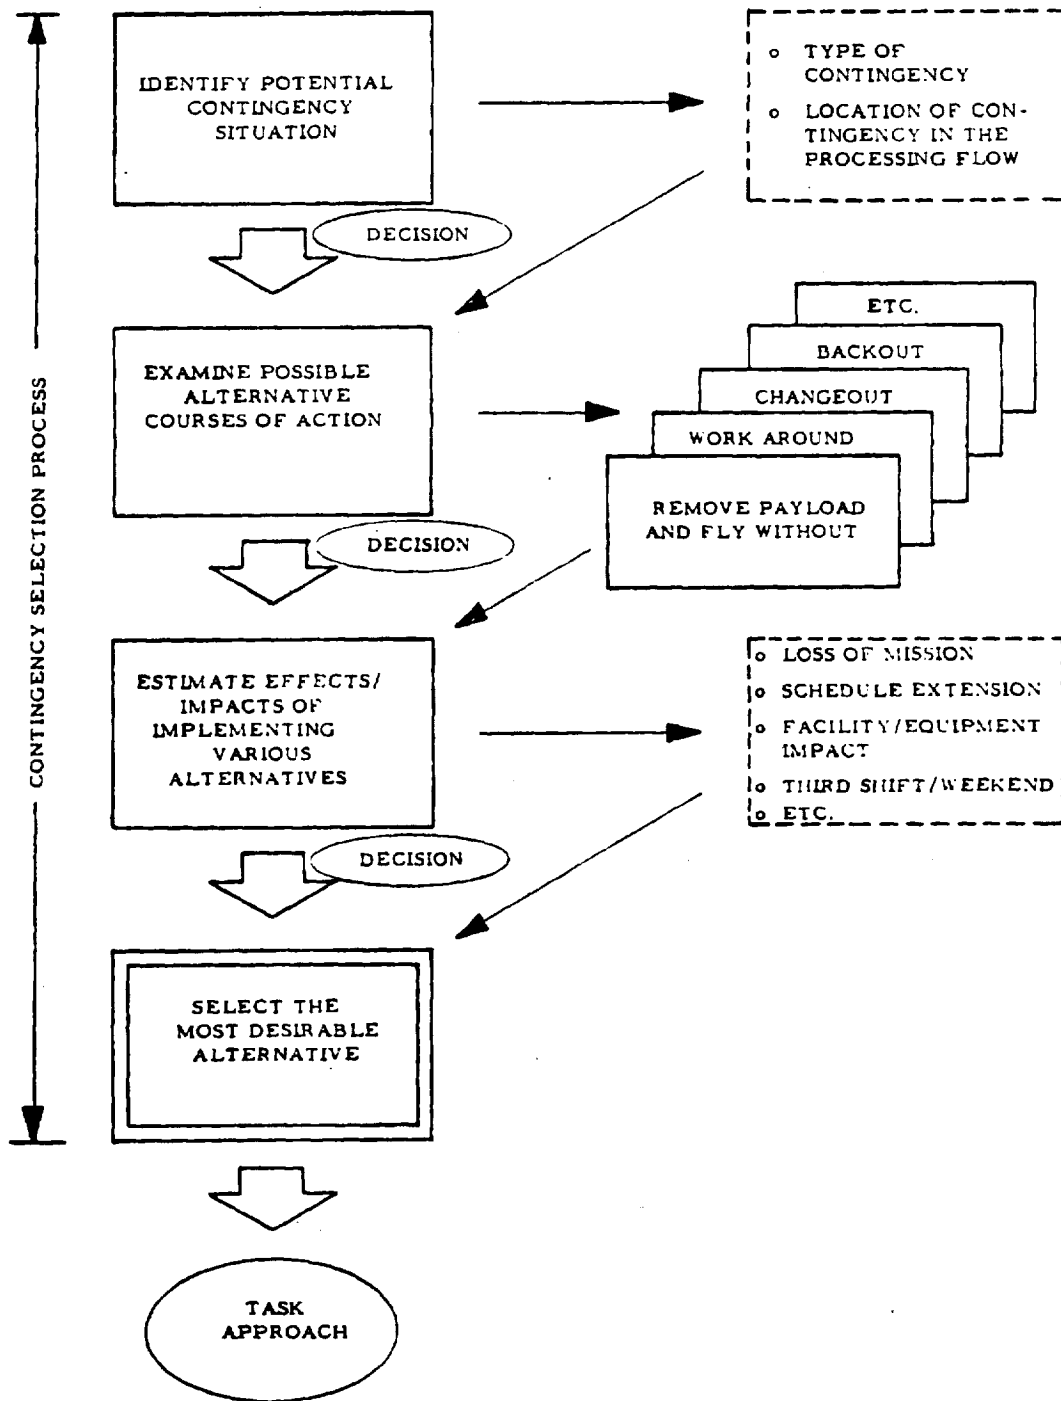 CONTINGENCY SELECTION PROCESS
IDENTIFY POTENTIAL
CONTINGENCY
SITUATION
o TYPE OF
CONTINGENCY
o LOCATION OF CON-
TINGENCY IN THE
PROCESSING FLOW
DECISION
EXAMINE POSSIBLE
ALTERNATIVE
COURSES OF ACTION
ETC.
BACKOUT
CHANGEOUT
WORK AROUND
REMOVE PAYLOAD
AND FLY WITHOUT
DECISION
ESTIMATE EFFECTS/
IMPACTS OF
IMPLEMENTING
VARIOUS
ALTERNATIVES
o LOSS OF MISSION
o SCHEDULE EXTENSION
o FACILITY/EQUIPMENT
IMPACT
o THIRD SHIFT/WEEKEND
o ETC.
DECISION
SELECT THE
MOST DESIRABLE
ALTERNATIVE
TASK
APPROACH